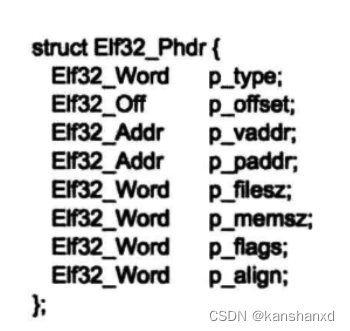 struct Elf32_Phdr {
Elf32_Word p_type;
Elf32_Off p_offset;
Elf32_Addr p_vaddr;
Elf32_Addr p_paddr;
Elf32_Word p_filesz;
Elf32_Word p_memsz;
Elf32_Word p_flags;
Elf32_Word p_align;
};
CSDN @kanshanxd